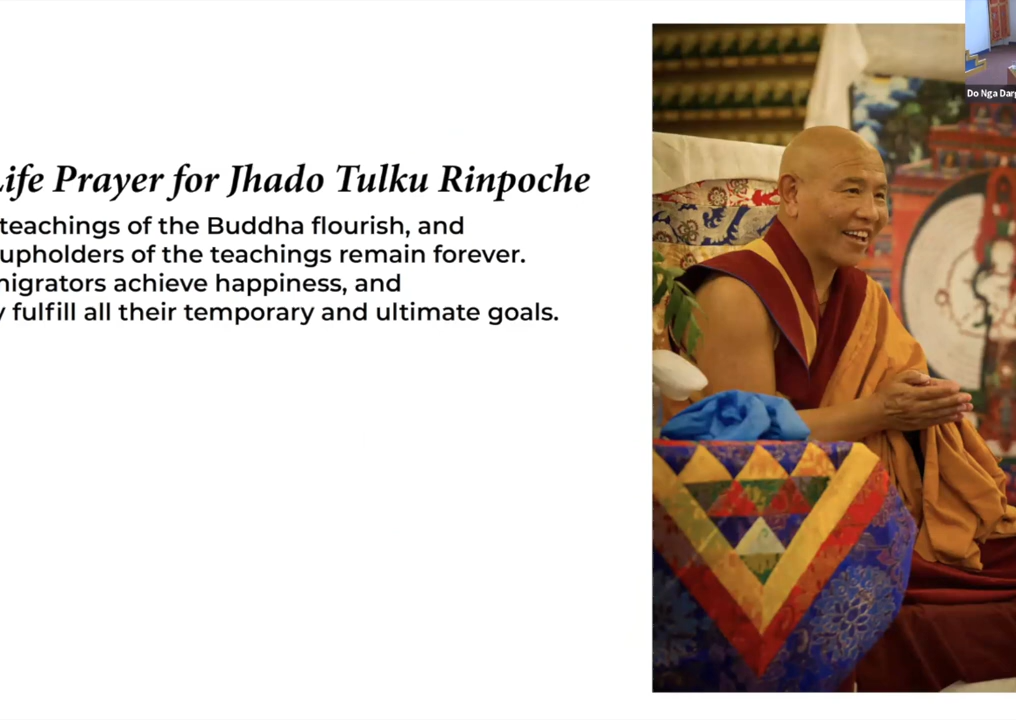 Life Prayer for Jhado Tulku Rinpoche
teachings of the Buddha flourish, and
upholders of the teachings remain forever.
migrators achieve happiness, and
fulfill all their temporary and ultimate goals.
Do Nga Darg